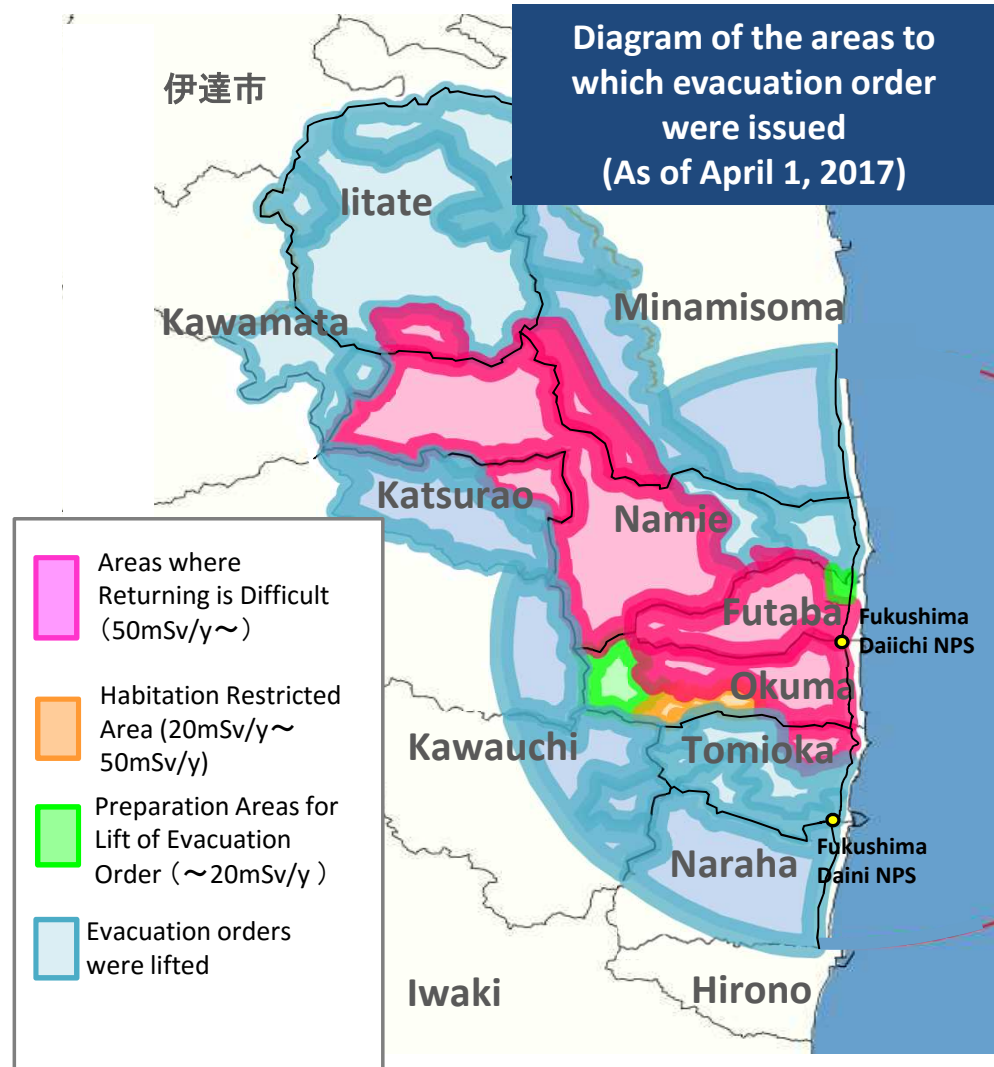 Diagram of the areas to
which evacuation order
were issued
(As of April 1, 2017)
伊達市
Iitate
Minamisoma
Kawamata
Katsurao
Namie
Futaba
Fukushima
Daiichi NPS
Okuma
Kawauchi
Tomioka
Naraha
Fukushima
Daini NPS
Iwaki
Hirono
Areas where
Returning is Difficult
（50mSv/y～）
Habitation Restricted
Area (20mSv/y～
50mSv/y)
Preparation Areas for
Lift of Evacuation
Order（～20mSv/y ）
Evacuation orders
were lifted